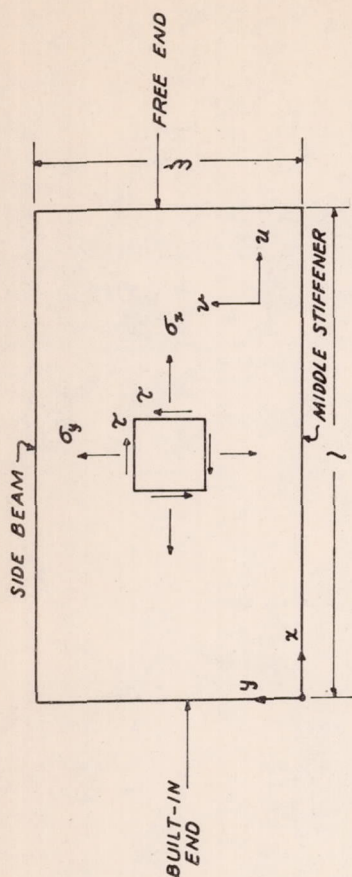 SIDE BEAM
σy
τ
τ
σx
v
u
FREE END
BUILT-IN
END
y
x
MIDDLE STIFFENER
l